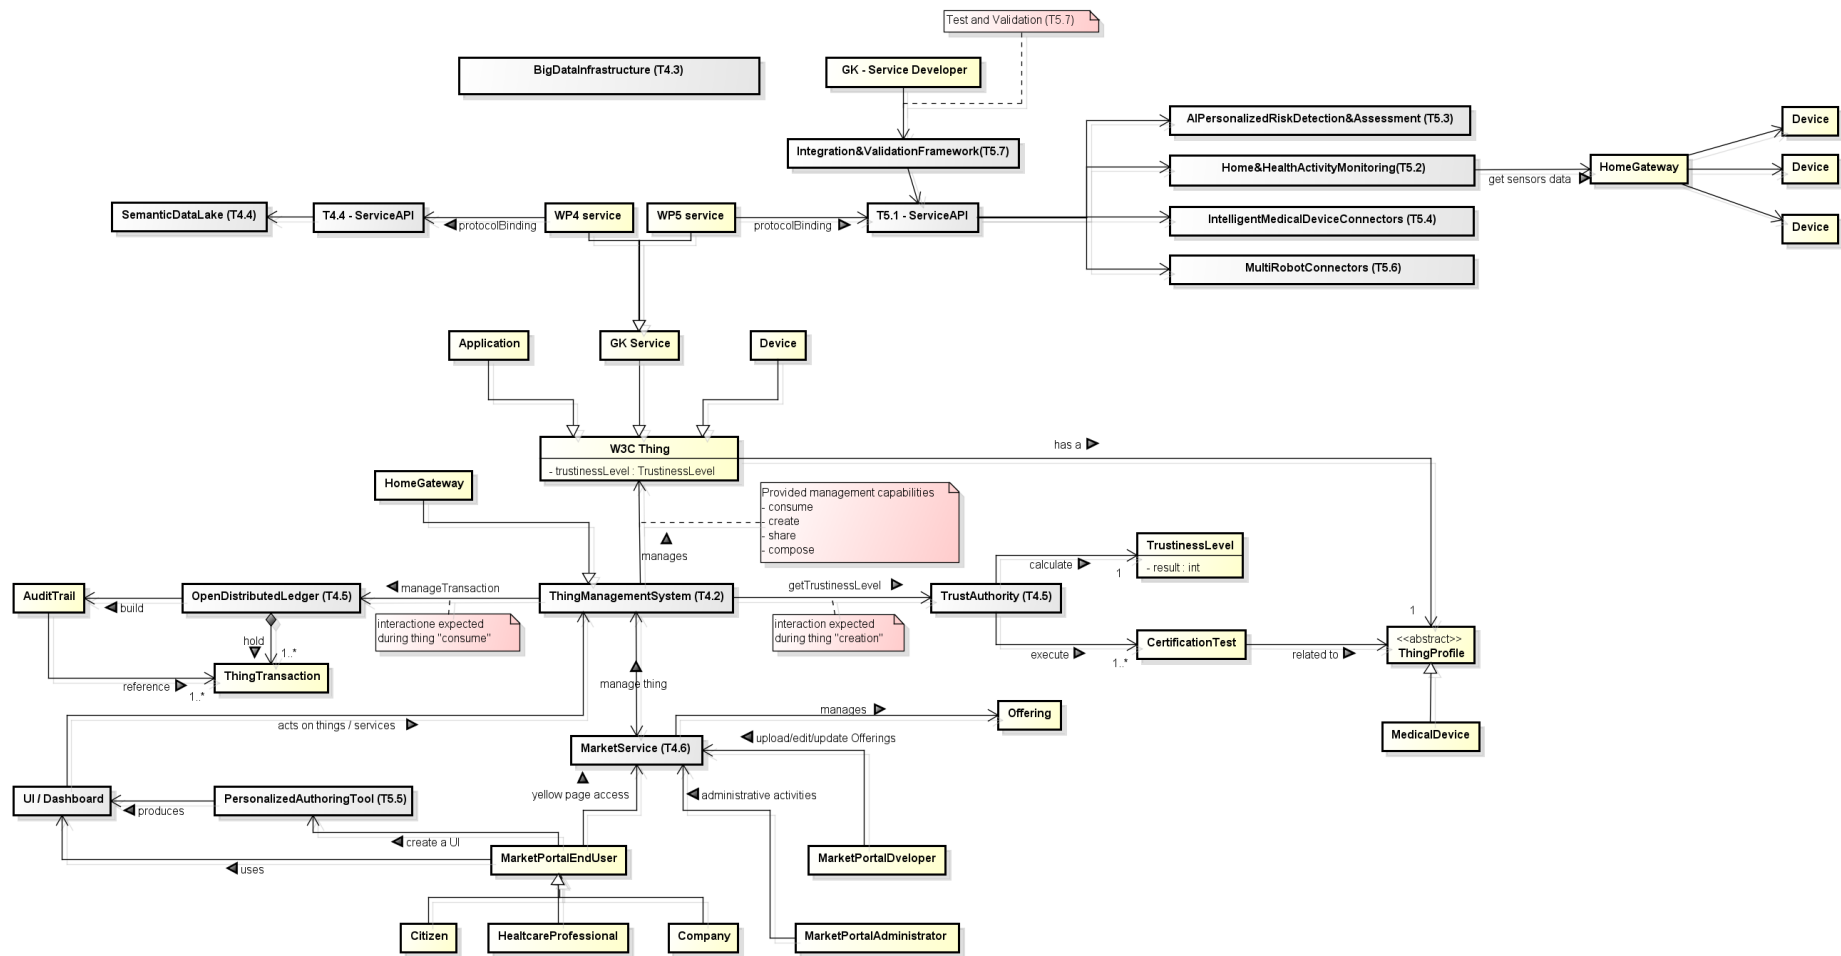 Test and Validation (T5.7)
BigDataInfrastructure (T4.3)
GK - Service Developer
AIPersonalizedRiskDetection&Assessment (T5.3)
Device
Integration&ValidationFramework(T5.7)
Home&HealthActivityMonitoring(T5.2)
get sensors data
HomeGateway
Device
SemanticDataLake (T4.4)
T4.4 - ServiceAPI
protocolBinding
WP4 service
WP5 service
protocolBinding
T5.1 - ServiceAPI
IntelligentMedicalDeviceConnectors (T5.4)
Device
MultiRobotConnectors (T5.6)
Application
GK Service
Device
W3C Thing
- trustinessLevel : TrustinessLevel
has a
HomeGateway
Provided management capabilities
- consume
- create
- share
- compose
manages
TrustinessLevel
- result : int
calculate
1
AuditTrail
build
OpenDistributedLedger (T4.5)
manageTransaction
ThingManagementSystem (T4.2)
getTrustinessLevel
TrustAuthority (T4.5)
1
interactione expected
during thing "consume"
interaction expected
during thing "creation"
hold
1..*
execute
1..*
CertificationTest
related to
<<abstract>>
ThingProfile
reference
1..*
ThingTransaction
manage thing
acts on things / services
manages
Offering
MedicalDevice
MarketService (T4.6)
upload/edit/update Offerings
UI / Dashboard
produces
PersonalizedAuthoringTool (T5.5)
yellow page access
administrative activities
create a UI
uses
MarketPortalEndUser
MarketPortalDveloper
Citizen
HealtcareProfessional
Company
MarketPortalAdministrator